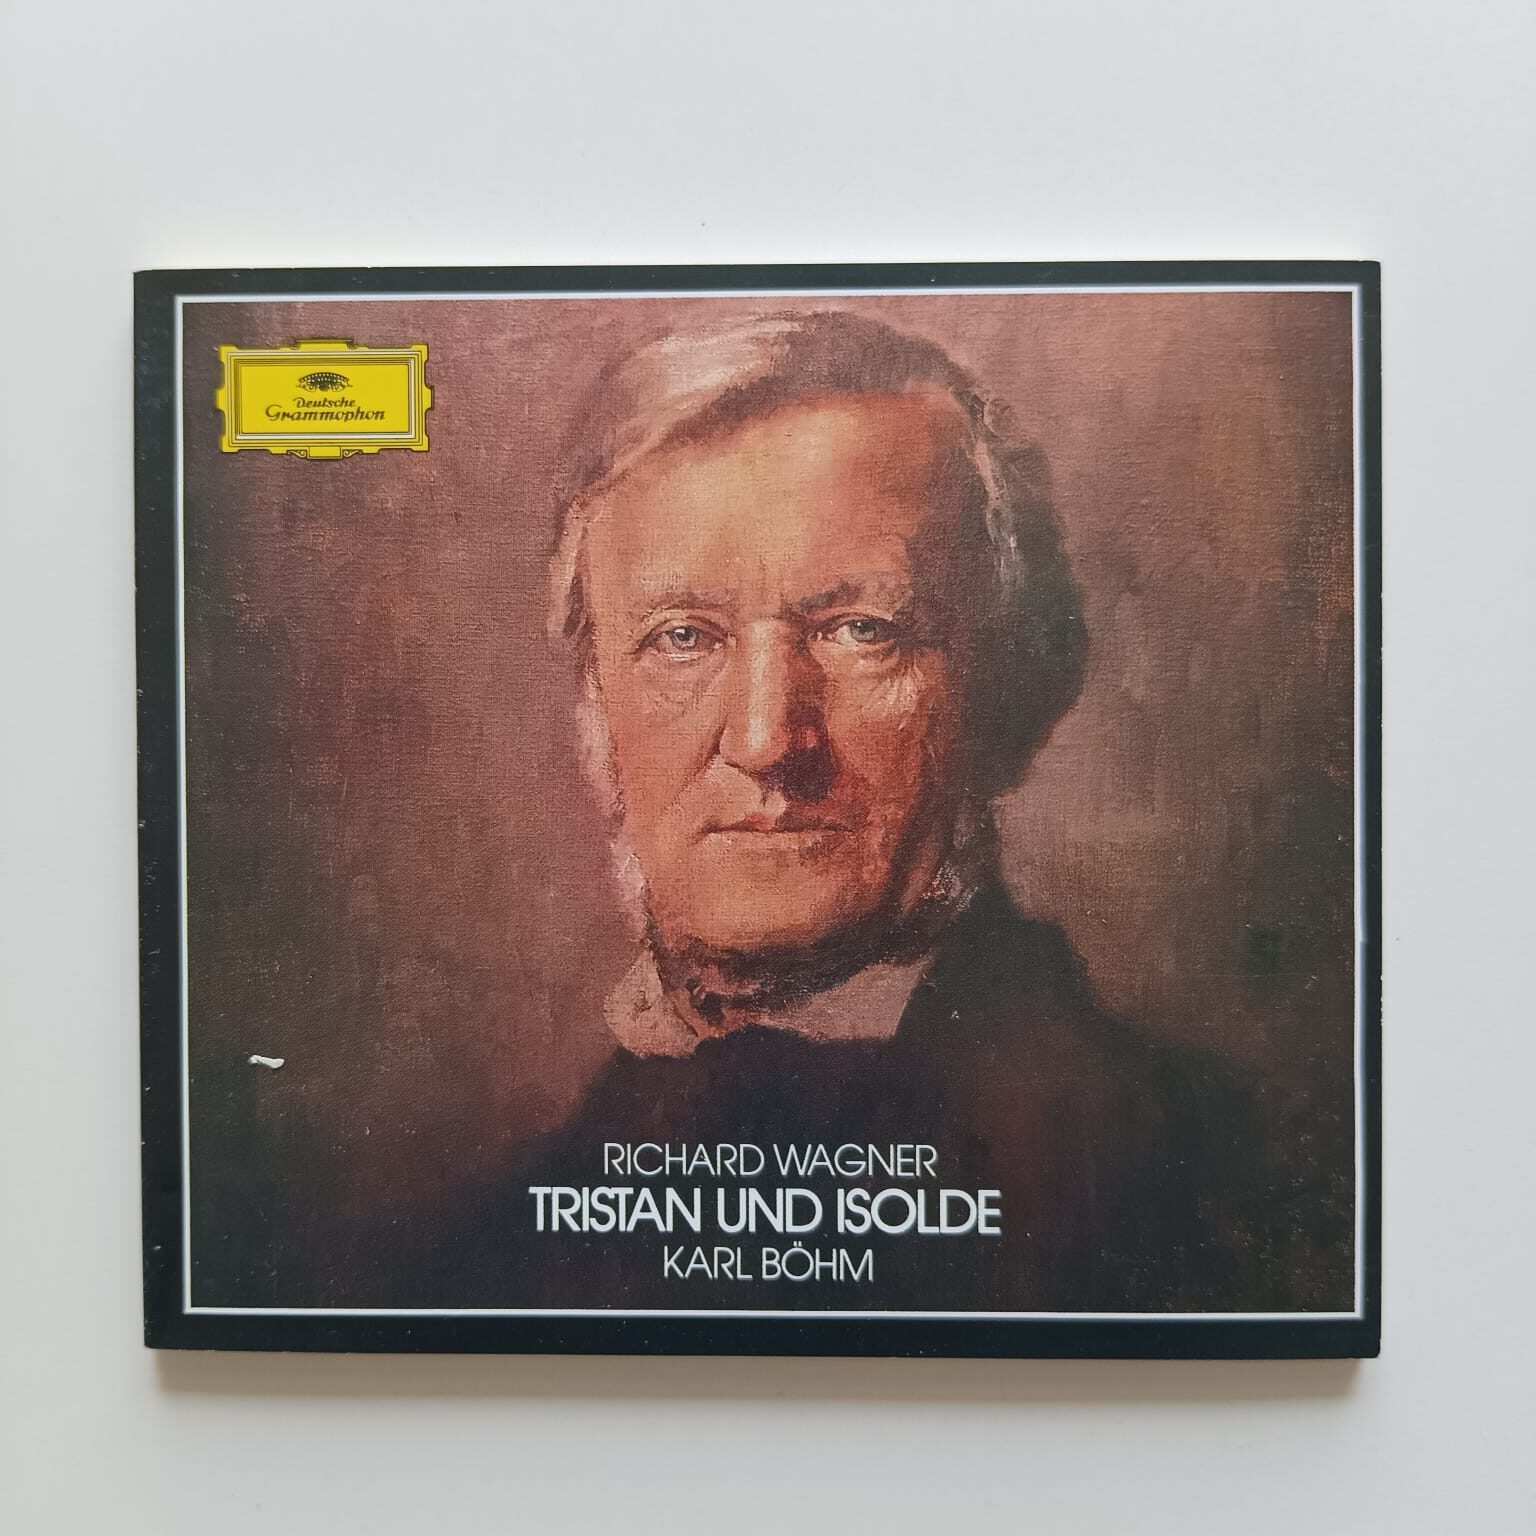 Deutsche
Grammophon
RICHARD WAGNER
TRISTAN UND ISOLDE
KARL BÖHM